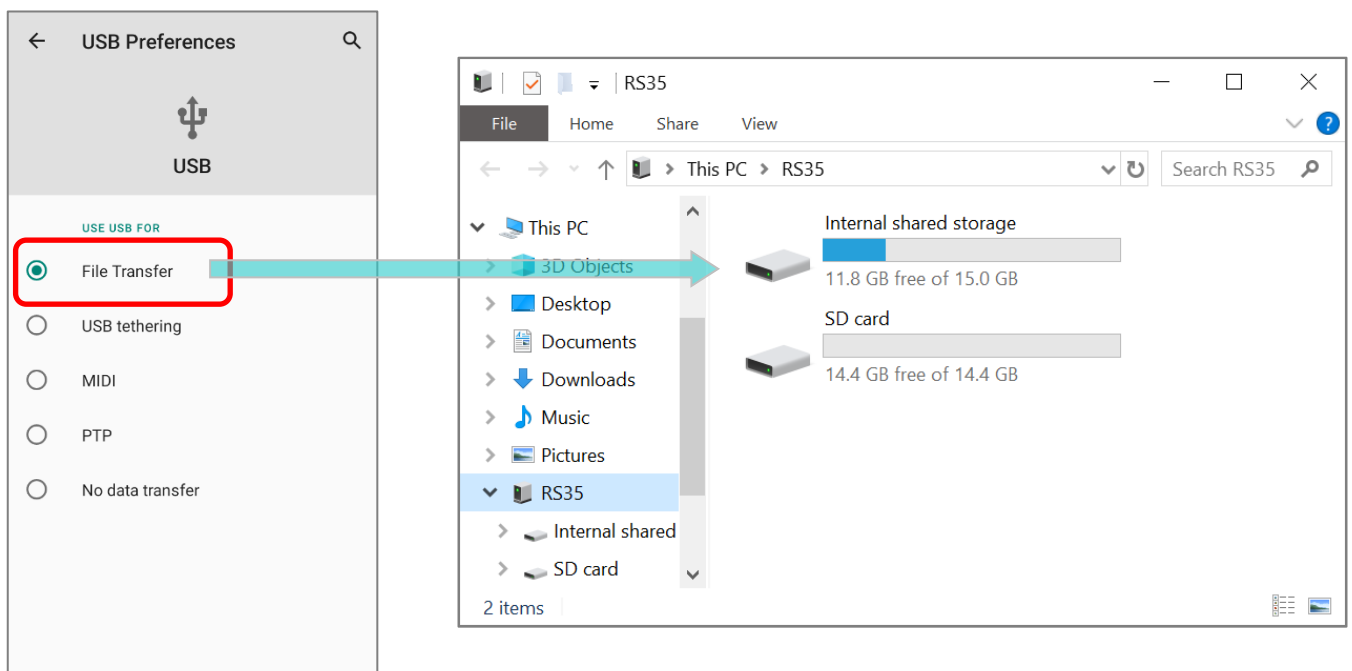 USB Preferences
USB
USE USB FOR
File Transfer
USB tethering
MIDI
PTP
No data transfer
RS35
File Home Share View
?
This PC > RS35
Search RS35
This PC
3D Objects
Desktop
Documents
Downloads
Music
Pictures
RS35
Internal shared
SD card
Internal shared storage
11.8 GB free of 15.0 GB
SD card
14.4 GB free of 14.4 GB
2 items